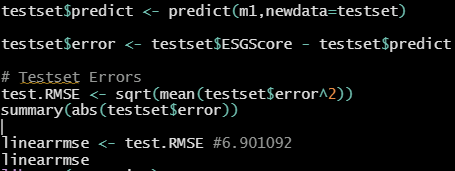 testset$predict <- predict(m1,newdata=testset)
testset$error <- testset$ESGScore - testset$predict
# Testset Errors
test.RMSE <- sqrt(mean(testset$error^2))
summary(abs(testset$error))
linearrmse <- test.RMSE #6.901092
linearrmse